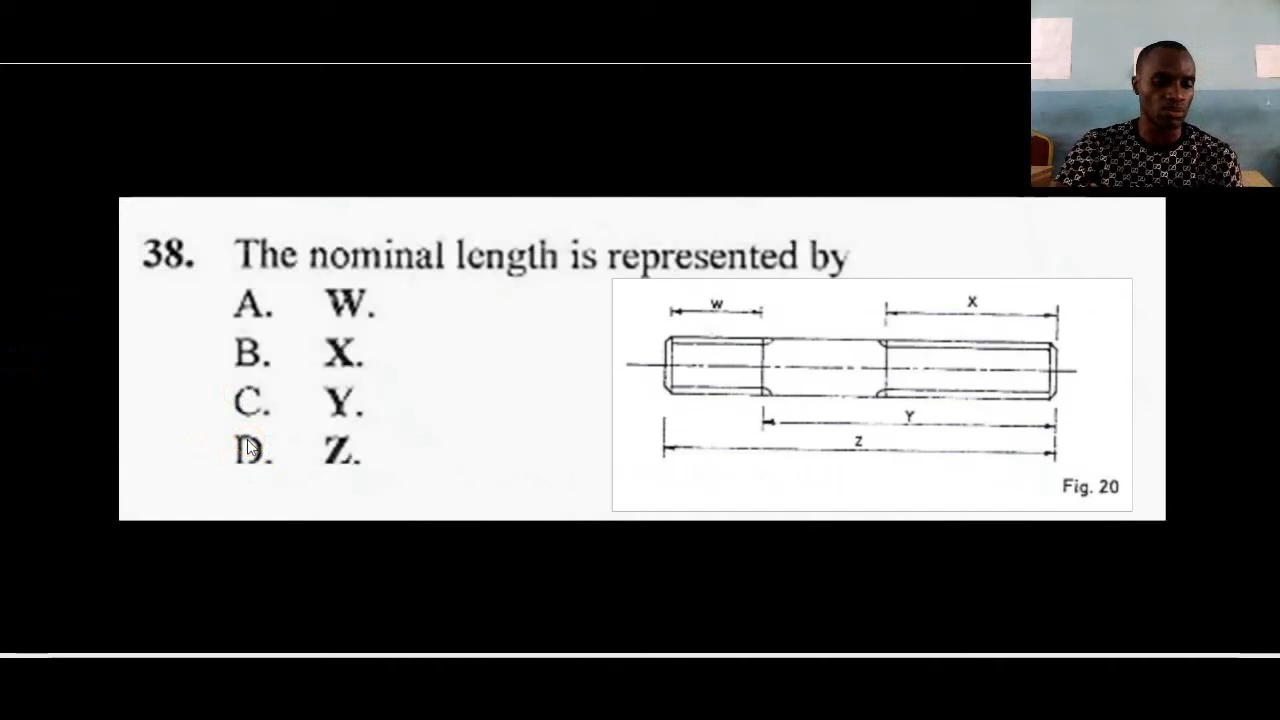 38. The nominal length is represented by
A. W.
B. X.
C. Y.
D. Z.
W
X
Y
Z
Fig. 20